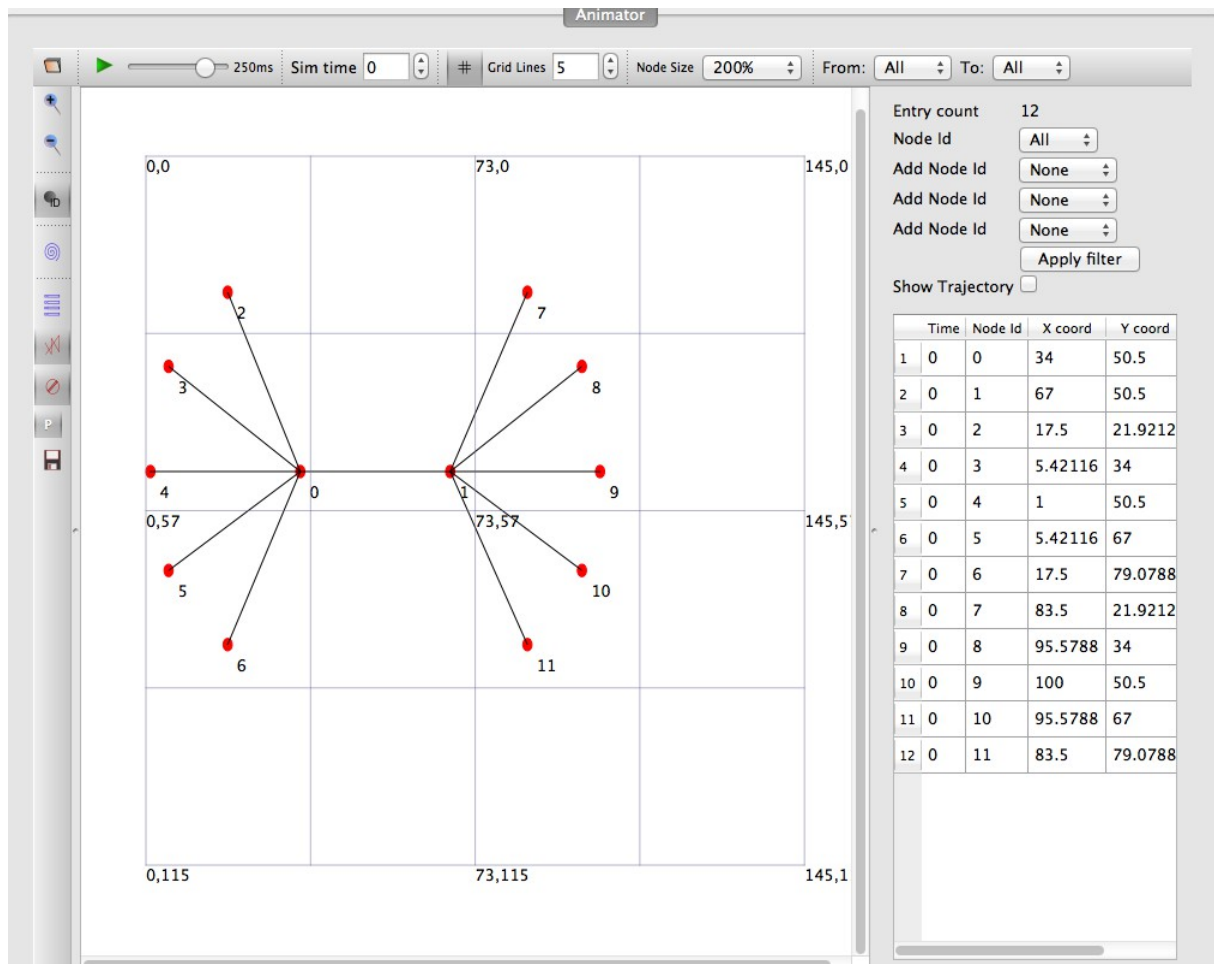 Animator
250ms Sim time 0 # Grid Lines 5 Node Size 200% From: All To: All
ID
P
0,0 73,0 145,0
2 7
3 8
4 0 1 9
0,57 73,57 145,5
5 10
6 11
0,115 73,115 145,1
Entry count 12
Node Id All
Add Node Id None
Add Node Id None
Add Node Id None
Apply filter
Show Trajectory
Time Node Id X coord Y coord
1 0 0 34 50.5
2 0 1 67 50.5
3 0 2 17.5 21.9212
4 0 3 5.42116 34
5 0 4 1 50.5
6 0 5 5.42116 67
7 0 6 17.5 79.0788
8 0 7 83.5 21.9212
9 0 8 95.5788 34
10 0 9 100 50.5
11 0 10 95.5788 67
12 0 11 83.5 79.0788